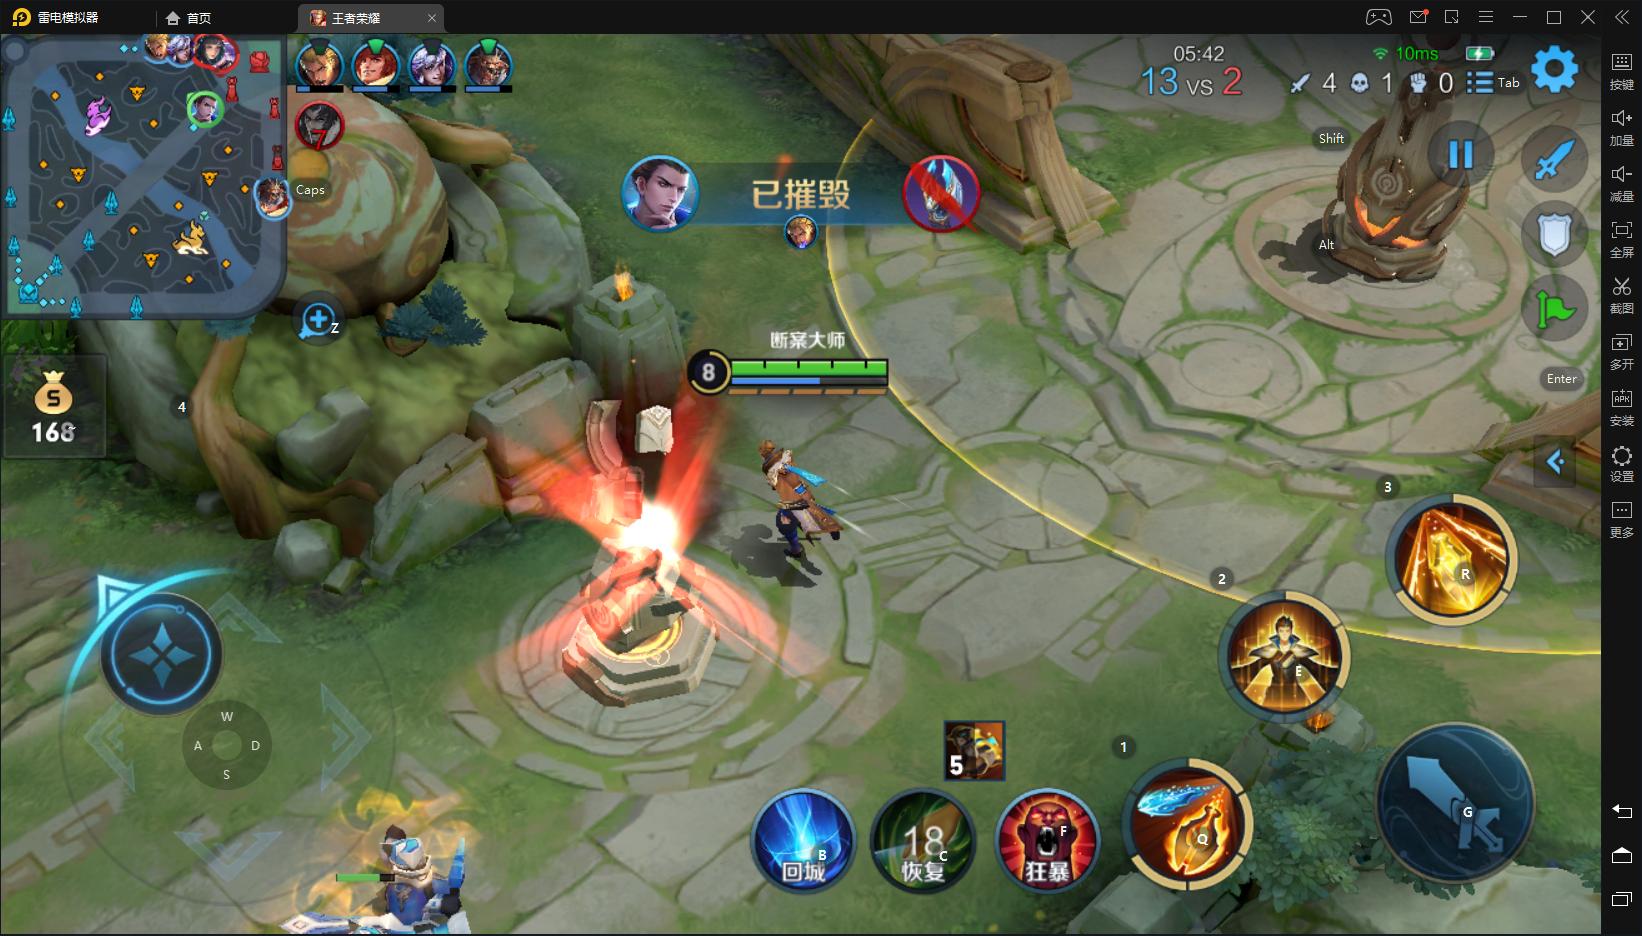 雷电模拟器
首页
王者荣耀
05:42
13 vs 2
10ms
4
1
0
Tab
7
Caps
Shift
Alt
Enter
已摧毁
Z
断案大师
8
168
4
3
R
2
E
W
A
D
S
1
5
Q
G
B
回城
18
C
恢复
F
狂暴
按键
加量
减量
全屏
截图
多开
APK
安装
设置
更多